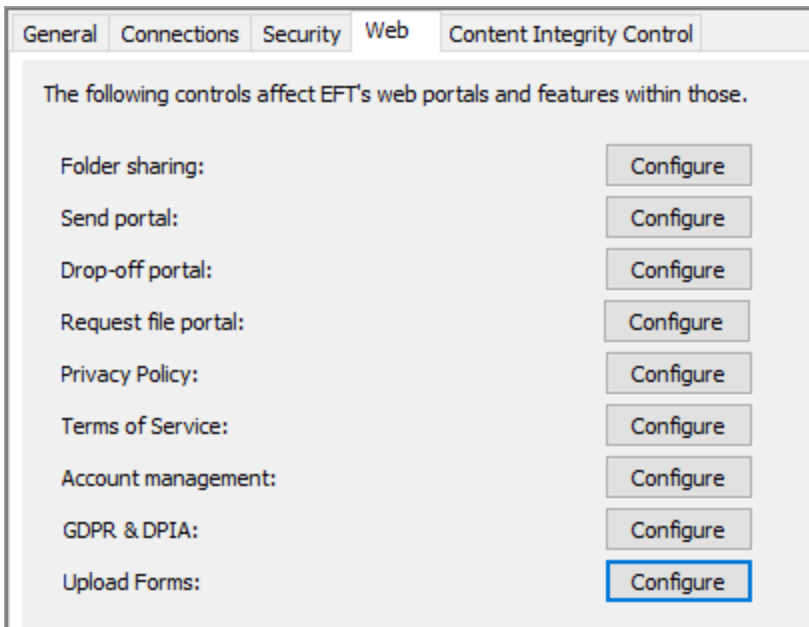 General Connections Security Web Content Integrity Control
The following controls affect EFT's web portals and features within those.
Folder sharing: Configure
Send portal: Configure
Drop-off portal: Configure
Request file portal: Configure
Privacy Policy: Configure
Terms of Service: Configure
Account management: Configure
GDPR & DPIA: Configure
Upload Forms: Configure